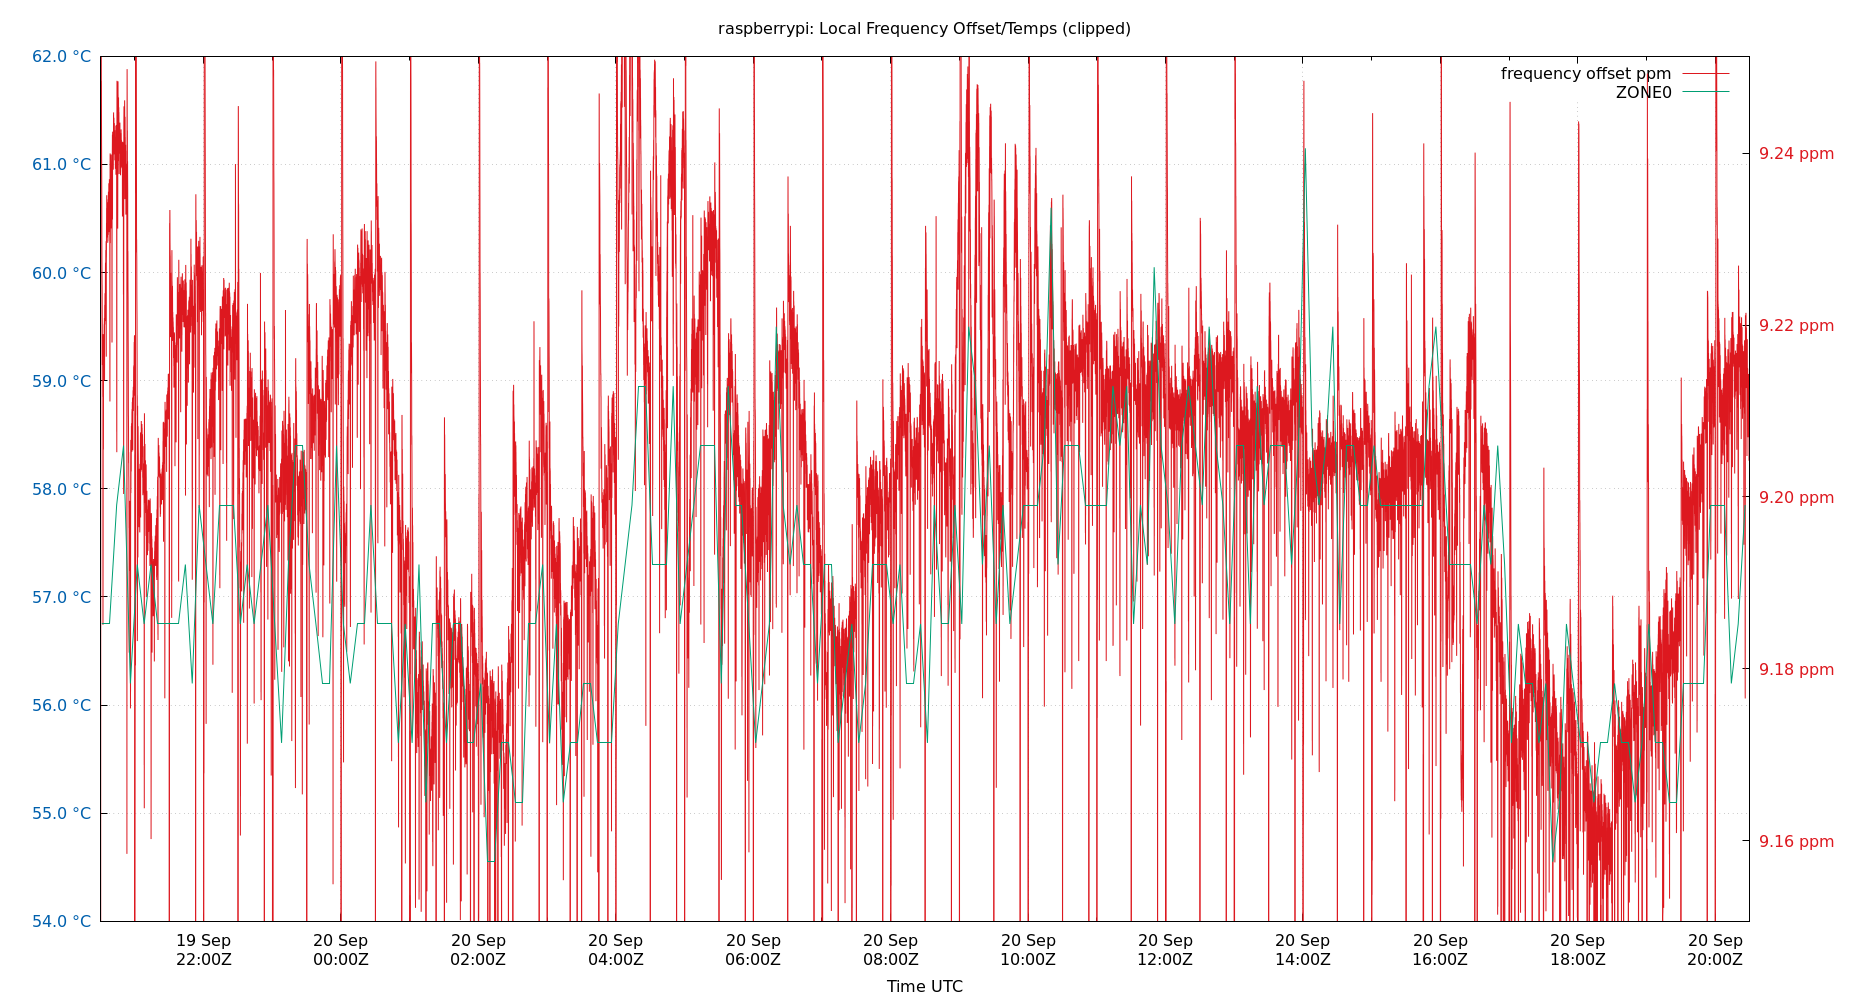 raspberrypi: Local Frequency Offset/Temps (clipped)
frequency offset ppm
ZONE0
62.0 °C
61.0 °C
60.0 °C
59.0 °C
58.0 °C
57.0 °C
56.0 °C
55.0 °C
54.0 °C
9.24 ppm
9.22 ppm
9.20 ppm
9.18 ppm
9.16 ppm
19 Sep 20 Sep 20 Sep 20 Sep 20 Sep 20 Sep 20 Sep 20 Sep 20 Sep 20 Sep 20 Sep 20 Sep
22:00Z 00:00Z 02:00Z 04:00Z 06:00Z 08:00Z 10:00Z 12:00Z 14:00Z 16:00Z 18:00Z 20:00Z
Time UTC